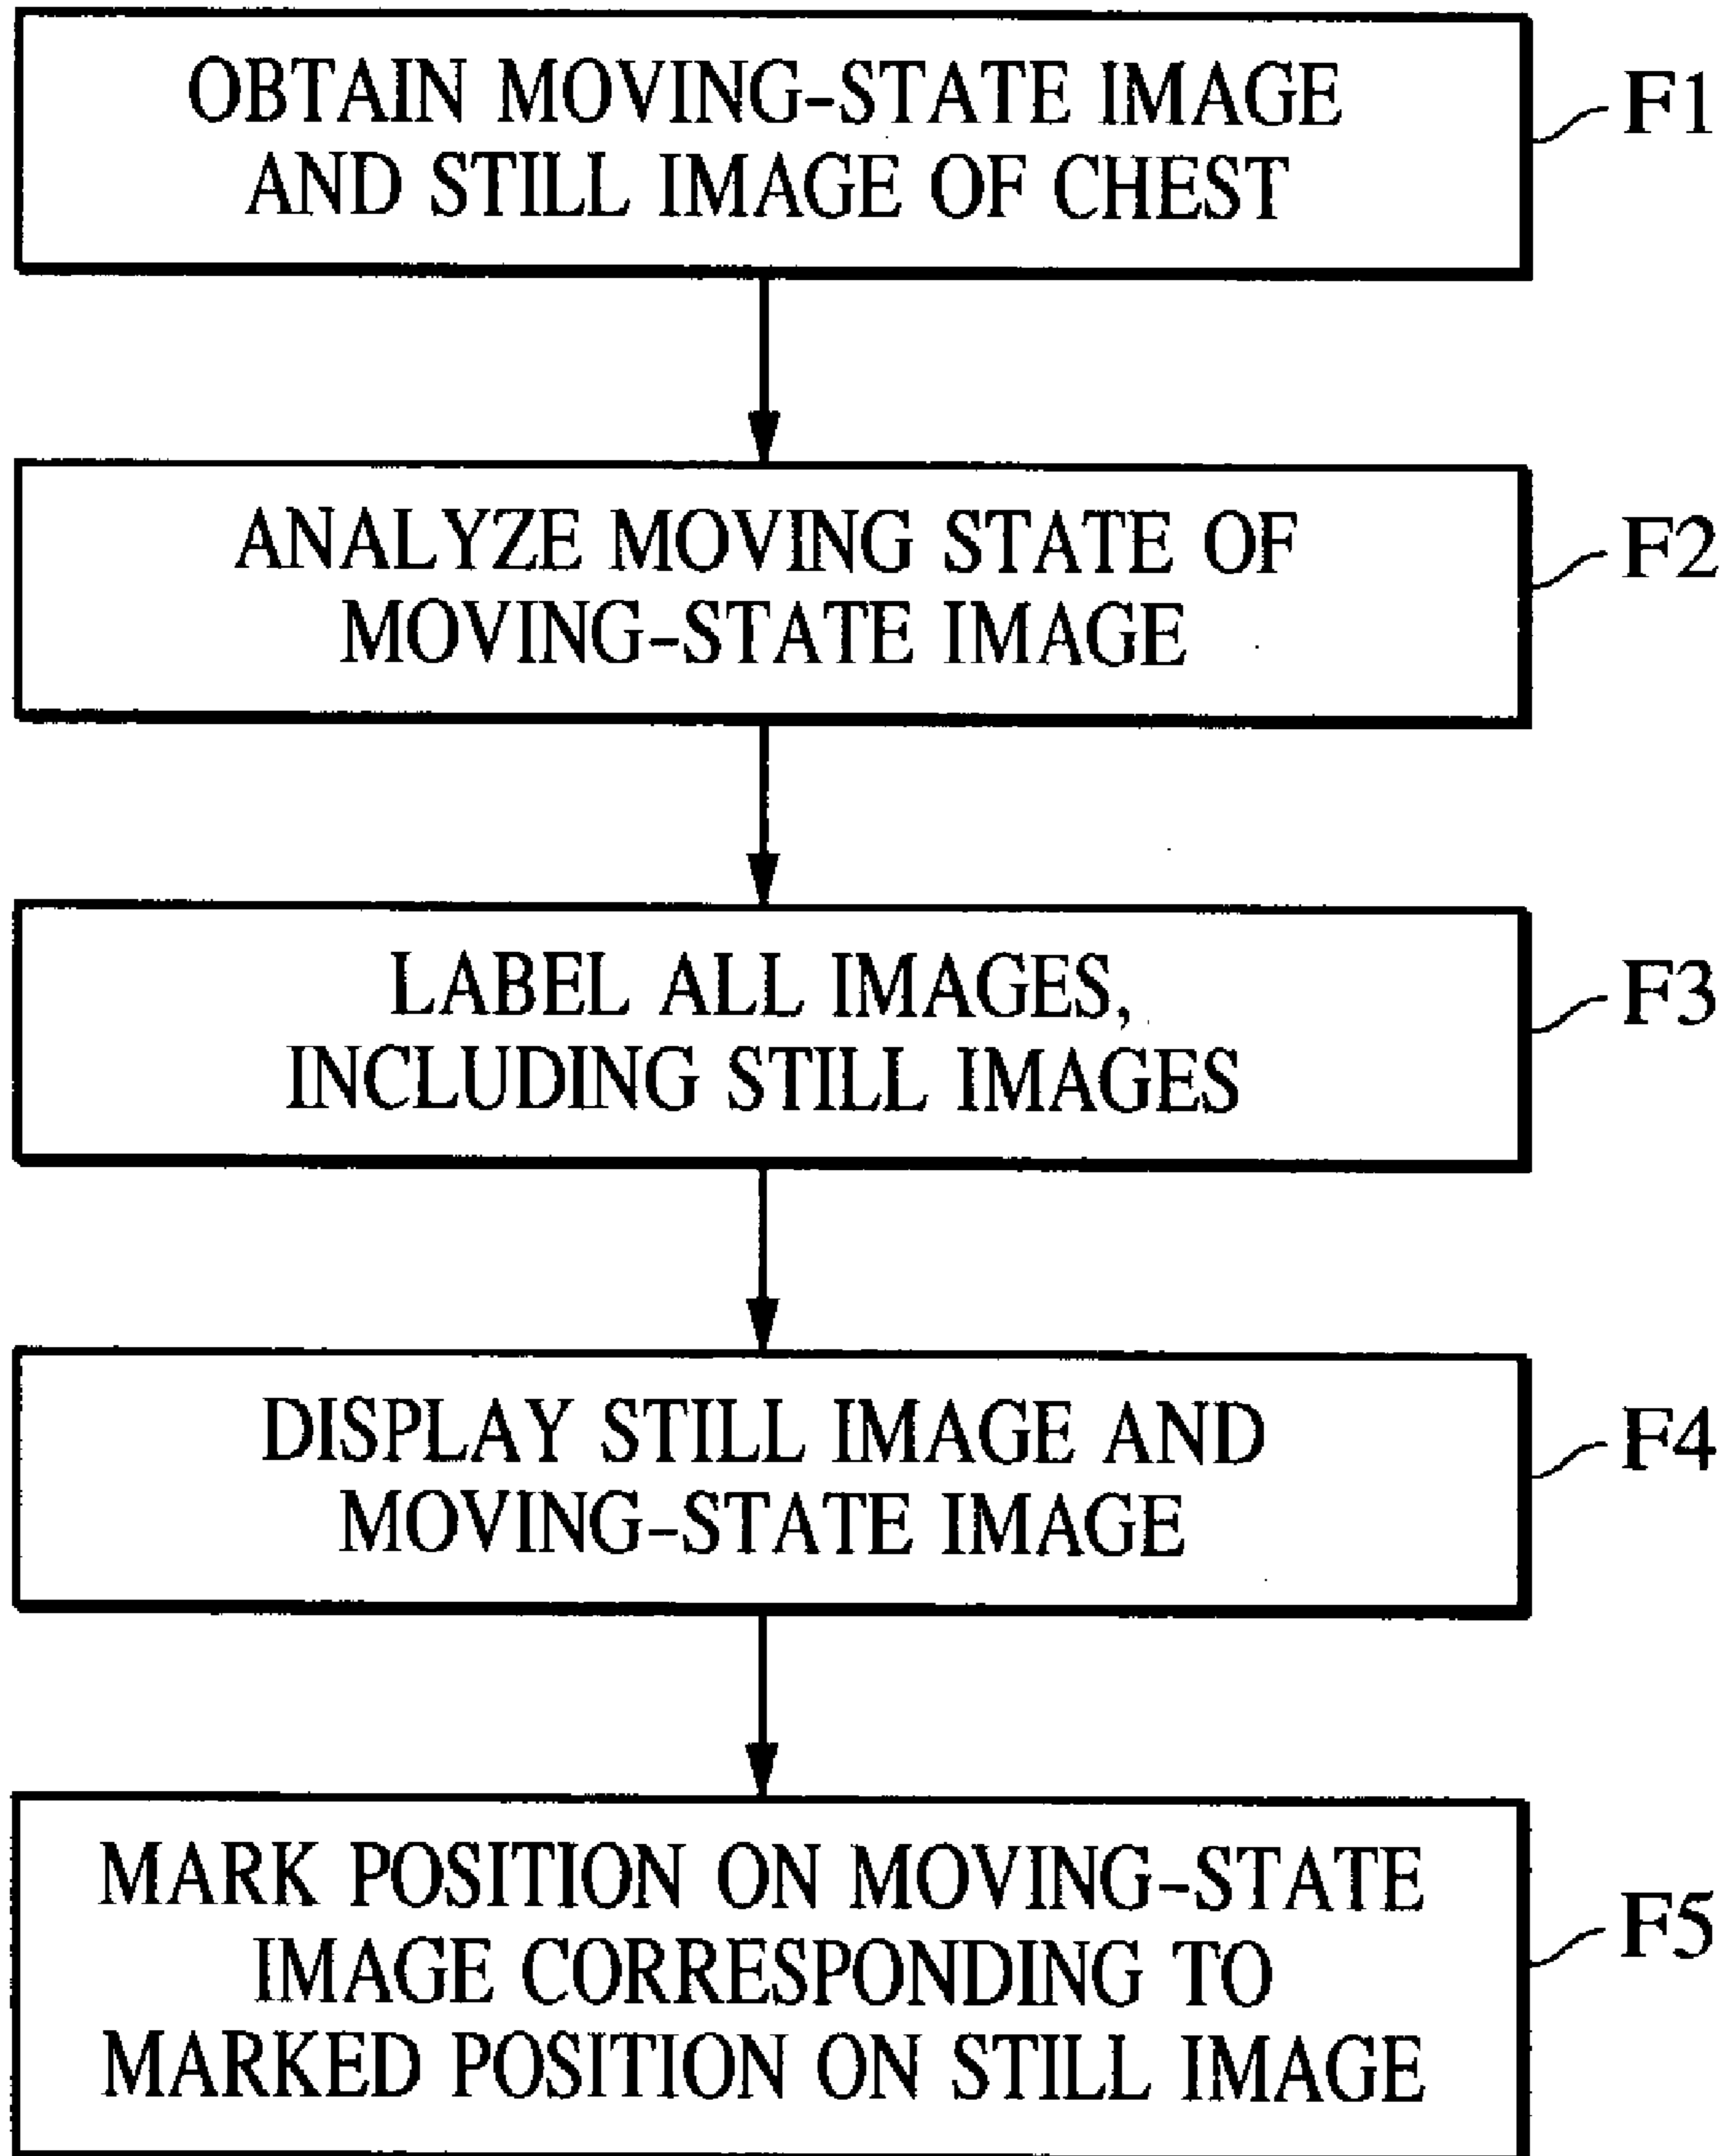 OBTAIN MOVING-STATE IMAGE
AND STILL IMAGE OF CHEST
F1
ANALYZE MOVING STATE OF
MOVING-STATE IMAGE
F2
LABEL ALL IMAGES,
INCLUDING STILL IMAGES
F3
DISPLAY STILL IMAGE AND
MOVING-STATE IMAGE
F4
MARK POSITION ON MOVING-STATE
IMAGE CORRESPONDING TO
MARKED POSITION ON STILL IMAGE
F5